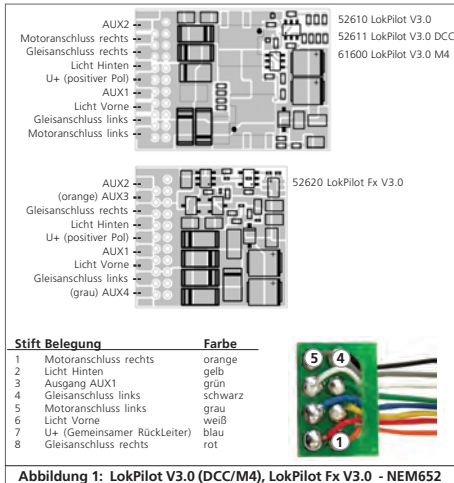 AUX2
Motoranschluss rechts
Gleisanschluss rechts
Licht Hinten
U+ (positiver Pol)
AUX1
Licht Vorne
Gleisanschluss links
Motoranschluss links
52610 LokPilot V3.0
52611 LokPilot V3.0 DCC
61600 LokPilot V3.0 M4
AUX2
(orange) AUX3
Gleisanschluss rechts
Licht Hinten
U+ (positiver Pol)
AUX1
Licht Vorne
Gleisanschluss links
(grau) AUX4
52620 LokPilot Fx V3.0
Stift Belegung Farbe
1 Motoranschluss rechts orange
2 Licht Hinten gelb
3 Ausgang AUX1 grün
4 Gleisanschluss links schwarz
5 Motoranschluss links grau
6 Licht Vorne weiß
7 U+ (Gemeinsamer RückLeiter) blau
8 Gleisanschluss rechts rot
5 4
1
Abbildung 1: LokPilot V3.0 (DCC/M4), LokPilot Fx V3.0 - NEM652